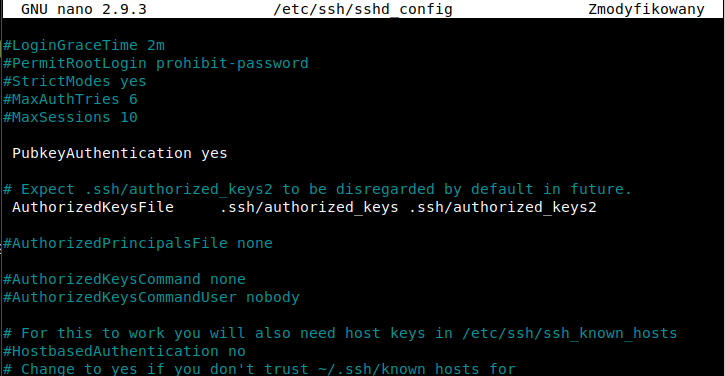 GNU nano 2.9.3 /etc/ssh/sshd_config Zmodyfikowany
#LoginGraceTime 2m
#PermitRootLogin prohibit-password
#StrictModes yes
#MaxAuthTries 6
#MaxSessions 10
PubkeyAuthentication yes
# Expect .ssh/authorized_keys2 to be disregarded by default in future.
AuthorizedKeysFile .ssh/authorized_keys .ssh/authorized_keys2
#AuthorizedPrincipalsFile none
#AuthorizedKeysCommand none
#AuthorizedKeysCommandUser nobody
# For this to work you will also need host keys in /etc/ssh/ssh_known_hosts
#HostbasedAuthentication no
# Change to yes if you don't trust ~/.ssh/known_hosts for